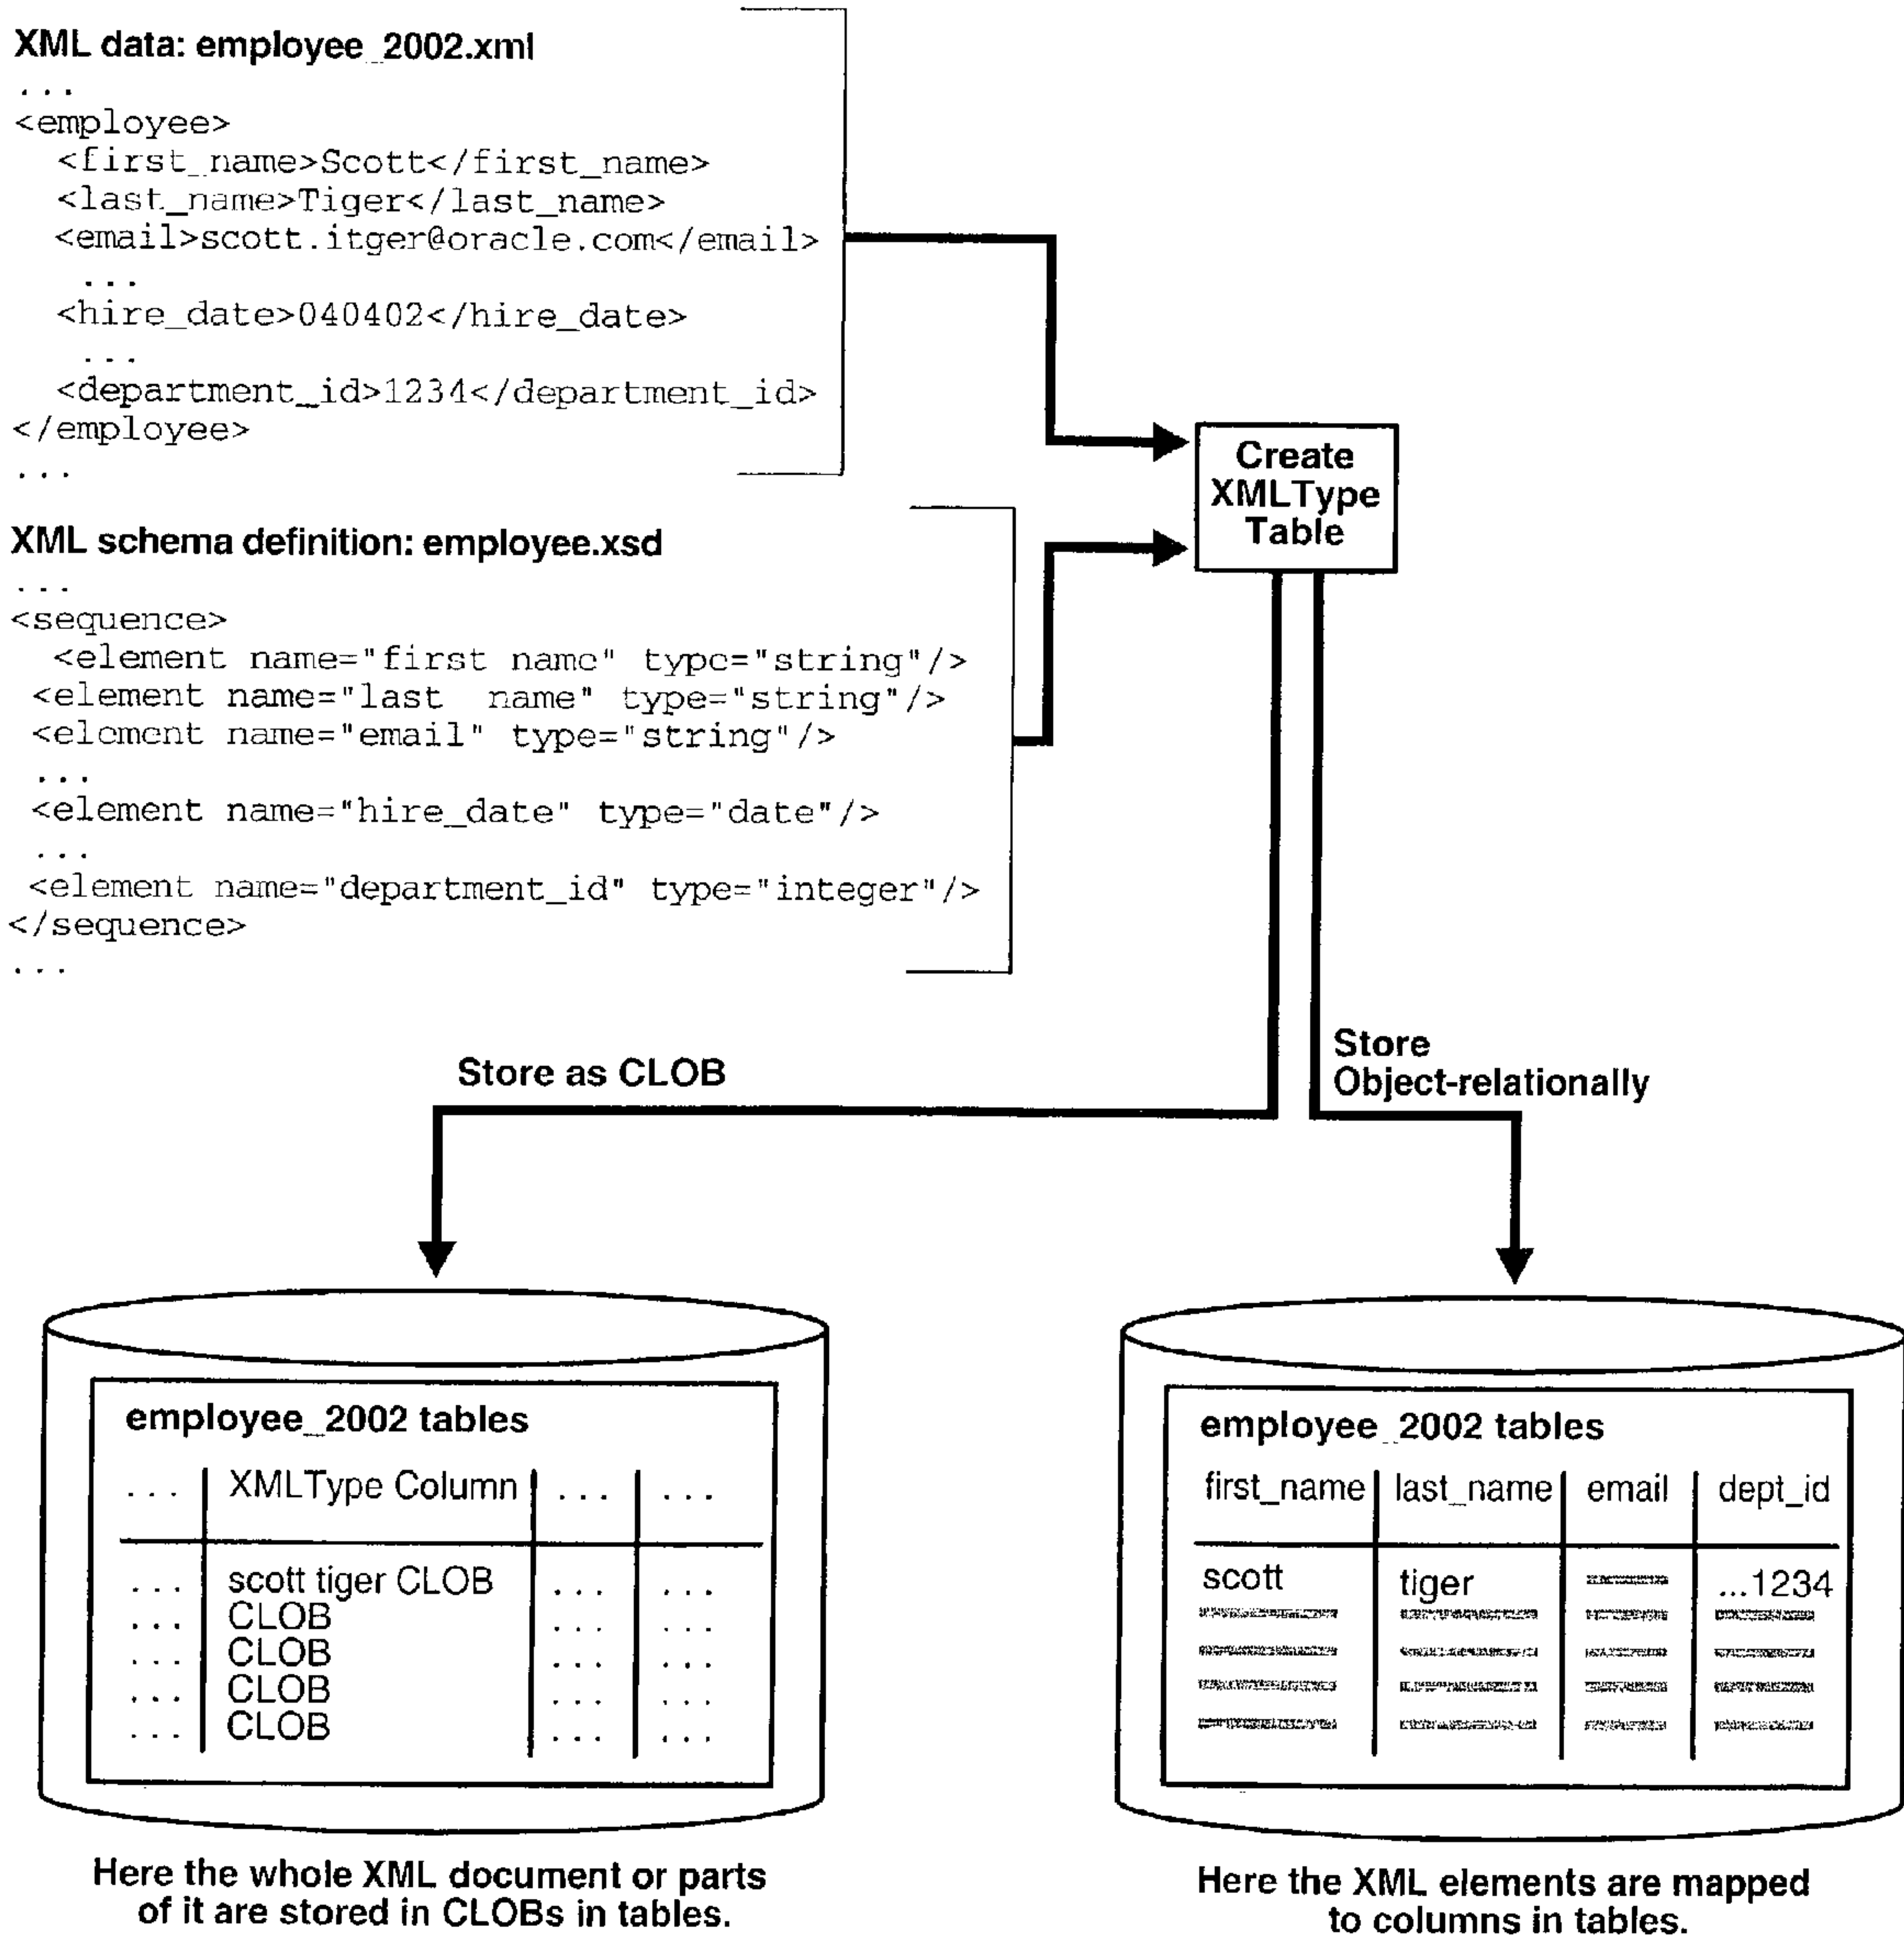 XML data: employee_2002.xml
...
<employee>
<first_name>Scott</first_name>
<last_name>Tiger</last_name>
<email>scott.itger@oracle.com</email>
...
<hire_date>040402</hire_date>
...
<department_id>1234</department_id>
</employee>
...
XML schema definition: employee.xsd
...
<sequence>
<element name="first name" type="string"/>
<element name="last name" type="string"/>
<element name="email" type="string"/>
...
<element name="hire_date" type="date"/>
...
<element name="department_id" type="integer"/>
</sequence>
...
Create
XMLType
Table
Store as CLOB
Store
Object-relationally
employee_2002 tables
... XMLType Column ... ...
... scott tiger CLOB ... ...
... CLOB ... ...
... CLOB ... ...
... CLOB ... ...
... CLOB ... ...
Here the whole XML document or parts
of it are stored in CLOBs in tables.
employee_2002 tables
first_name last_name email dept_id
scott tiger ...1234
Here the XML elements are mapped
to columns in tables.